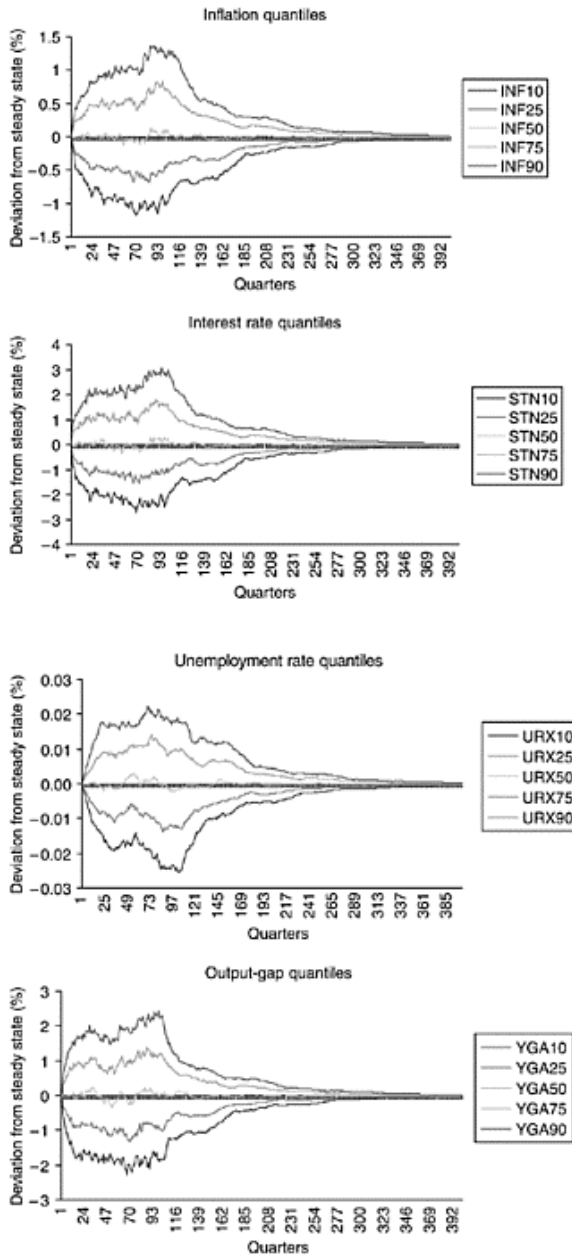 Inflation quantiles
Deviation from steady state (%)
1.5
1
0.5
0
−0.5
−1
−1.5
1 24 47 70 93 116 139 162 185 208 231 254 277 300 323 346 369 392
Quarters
INF10
INF25
INF50
INF75
INF90
Interest rate quantiles
Deviation from steady state (%)
4
3
2
1
0
−1
−2
−3
−4
1 24 47 70 93 116 139 162 185 208 231 254 277 300 323 346 369 392
Quarters
STN10
STN25
STN50
STN75
STN90
Unemployment rate quantiles
Deviation from steady state (%)
0.03
0.02
0.01
0.00
−0.01
−0.02
−0.03
1 25 49 73 97 121 145 169 193 217 241 265 289 313 337 361 385
Quarters
URX10
URX25
URX50
URX75
URX90
Output-gap quantiles
Deviation from steady state (%)
3
2
1
0
−1
−2
−3
1 24 47 70 93 116 139 162 185 208 231 254 277 300 323 346 369 392
Quarters
YGA10
YGA25
YGA50
YGA75
YGA90